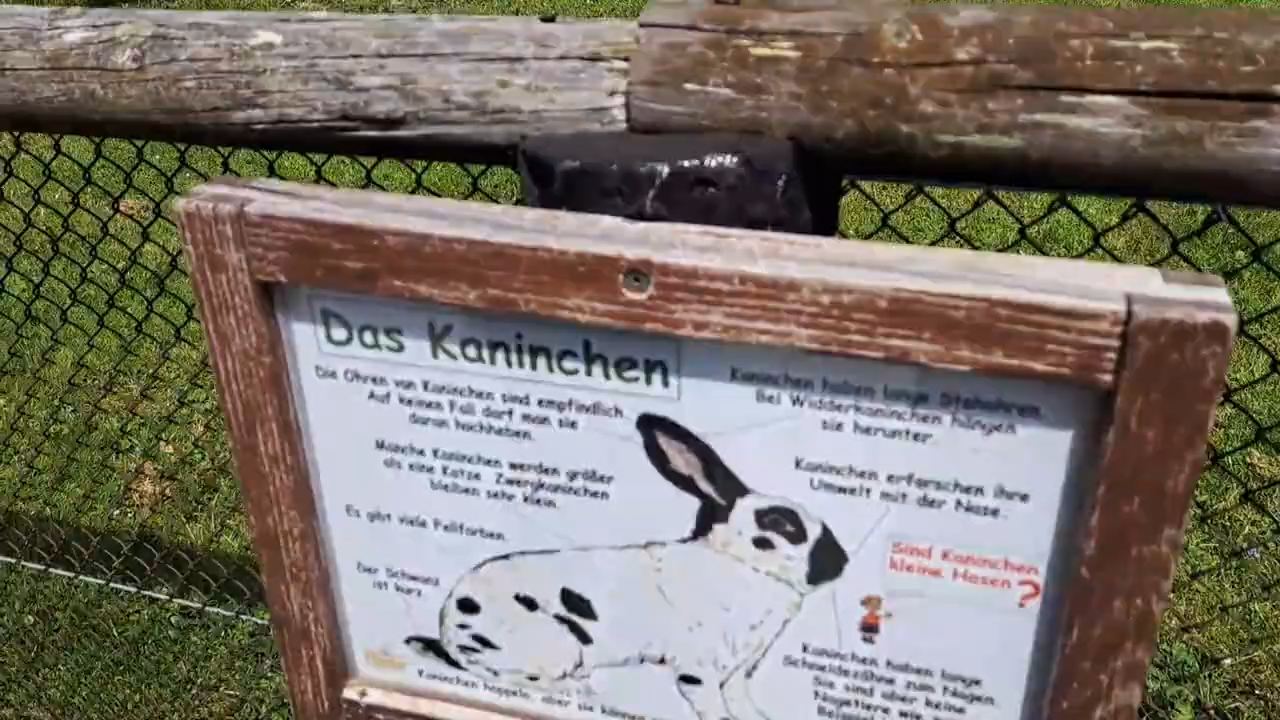 Das Kaninchen
Die Ohren von Kaninchen sind empfindlich.
Auf keinen Fall darf man sie
daran hochheben.
Manche Kaninchen werden größer
als eine Katze. Zwergkaninchen
bleiben sehr klein.
Es gibt viele Fellfarben.
Der Schwanz
ist kurz.
Kaninchen haben lange Stehohren.
Bei Widderkaninchen hängen
sie herunter.
Kaninchen erforschen ihre
Umwelt mit der Nase.
Sind Kaninchen
kleine Hasen?
Kaninchen haben lange
Schneidezähne zum Nagen.
Sie sind aber keine
Nagetiere wie
Kaninchen hoppeln, aber sie können